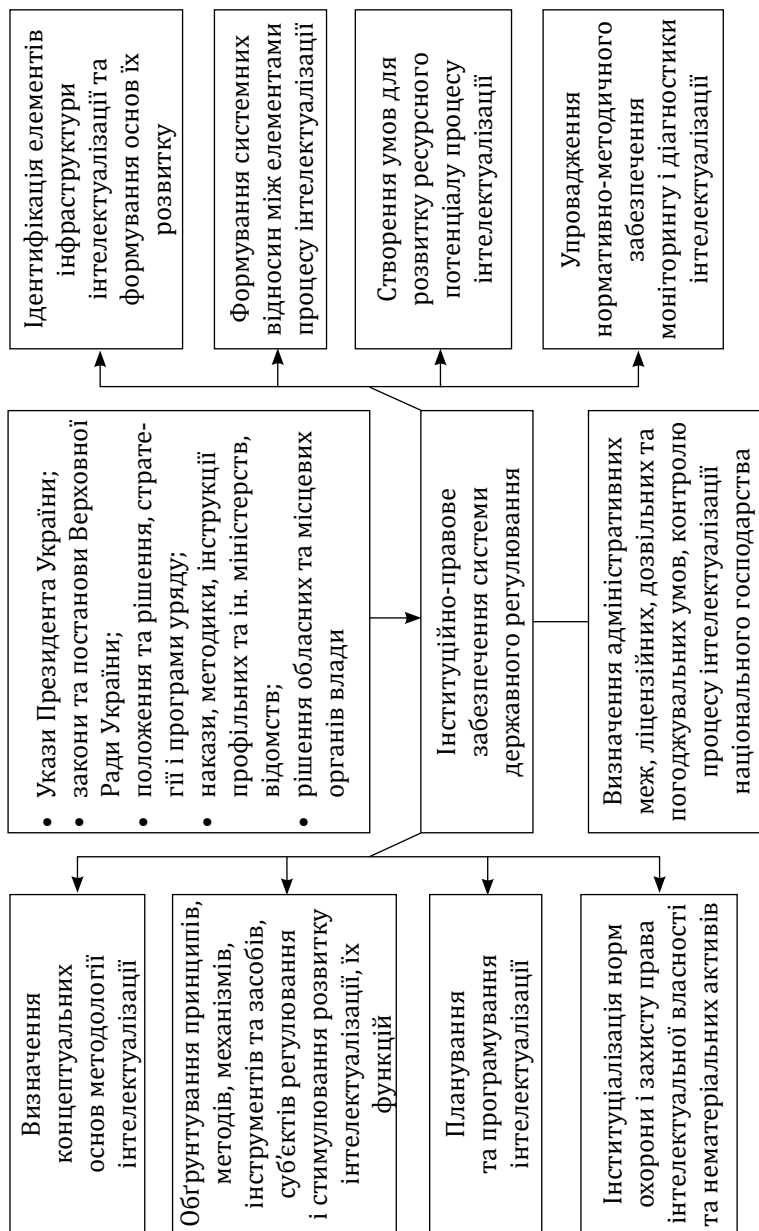 Визначення
концептуальних
основ методології
інтелектуалізації
Обґрунтування принципів,
методів, механізмів,
інструментів та засобів,
суб’єктів регулювання
і стимулювання розвитку
інтелектуалізації, їх
функцій
Планування
та програмування
інтелектуалізації
Інституціалізація норм
охорони і захисту права
інтелектуальної власності
та нематеріальних активів
• Укази Президента України;
• закони та постанови Верховної
Ради України;
• положення та рішення, страте-
гії і програми уряду;
• накази, методики, інструкції
профільних та ін. міністерств,
відомств;
• рішення обласних та місцевих
органів влади
Інституційно-правове
забезпечення системи
державного регулювання
Визначення адміністративних
меж, ліцензійних, дозвільних та
погоджувальних умов, контролю
процесу інтелектуалізації
національного господарства
Ідентифікація елементів
інфраструктури
інтелектуалізації та
формування основ їх
розвитку
Формування системних
відносин між елементами
процесу інтелектуалізації
Створення умов для
розвитку ресурсного
потенціалу процесу
інтелектуалізації
Упровадження
нормативно-методичного
забезпечення
моніторингу і діагностики
інтелектуалізації